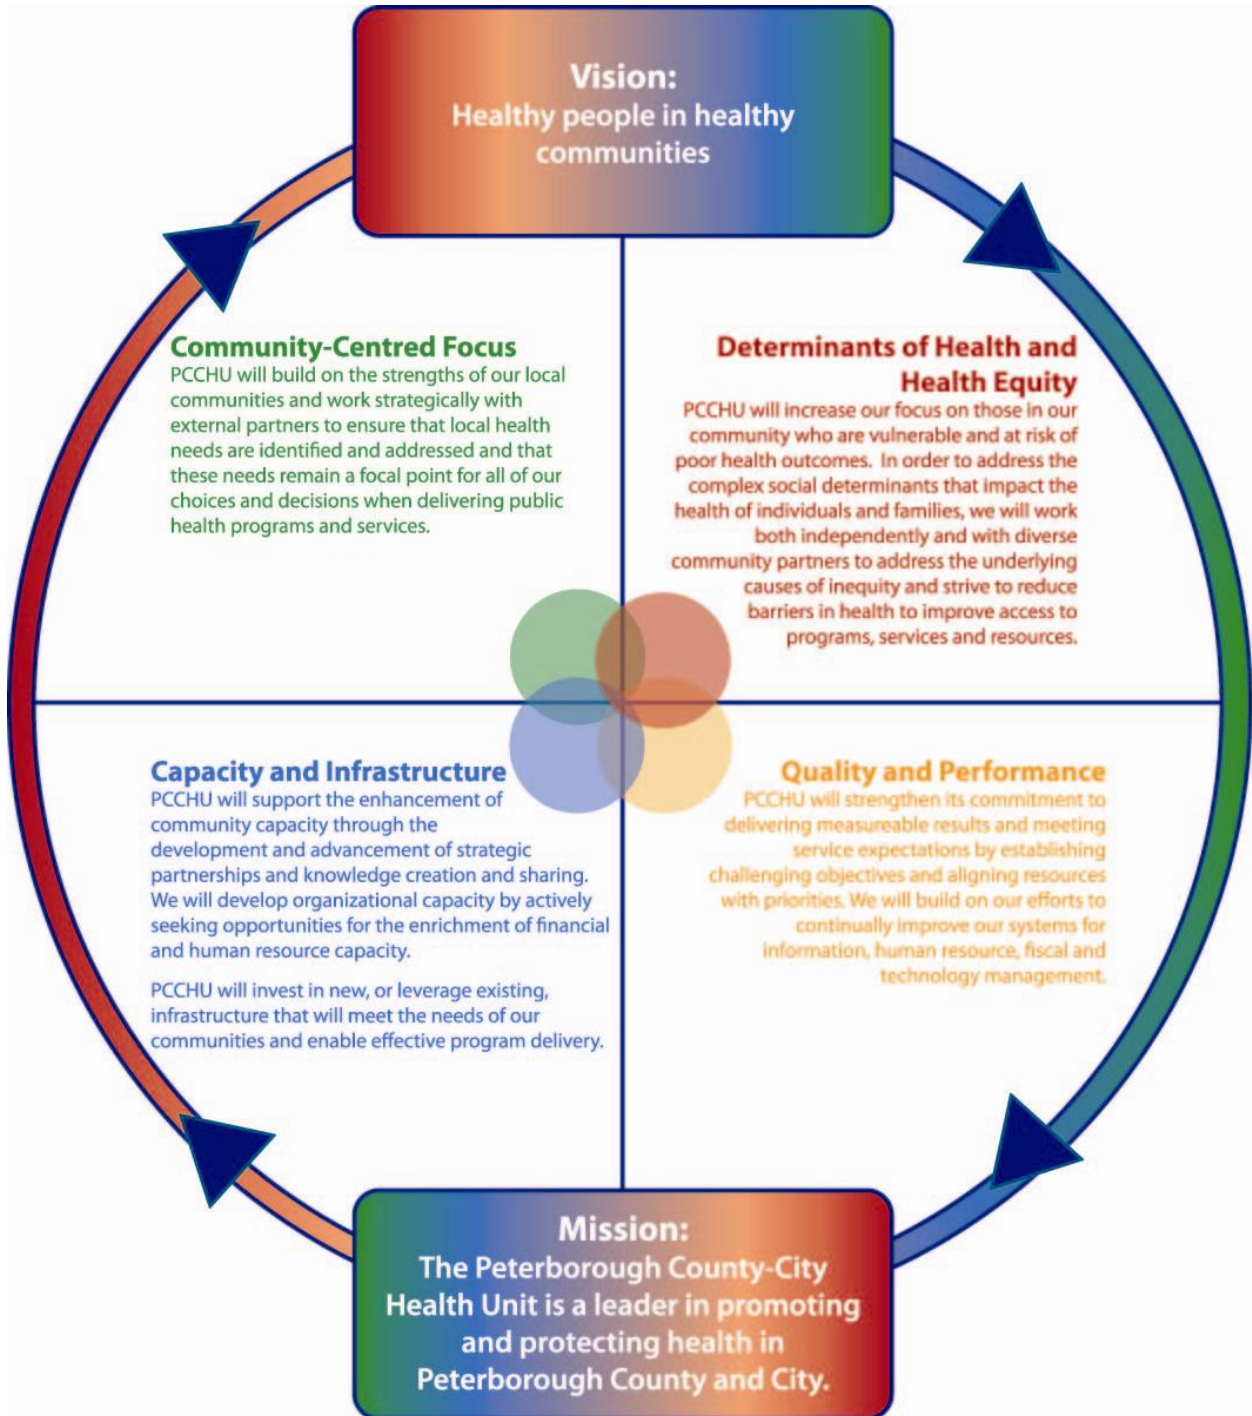 Vision:
Healthy people in healthy
communities
Community-Centred Focus
PCCHU will build on the strengths of our local
communities and work strategically with
external partners to ensure that local health
needs are identified and addressed and that
these needs remain a focal point for all of our
choices and decisions when delivering public
health programs and services.
Determinants of Health and
Health Equity
PCCHU will increase our focus on those in our
community who are vulnerable and at risk of
poor health outcomes. In order to address the
complex social determinants that impact the
health of individuals and families, we will work
both independently and with diverse
community partners to address the underlying
causes of inequity and strive to reduce
barriers in health to improve access to
programs, services and resources.
Capacity and Infrastructure
PCCHU will support the enhancement of
community capacity through the
development and advancement of strategic
partnerships and knowledge creation and sharing.
We will develop organizational capacity by actively
seeking opportunities for the enrichment of financial
and human resource capacity.
PCCHU will invest in new, or leverage existing,
infrastructure that will meet the needs of our
communities and enable effective program delivery.
Quality and Performance
PCCHU will strengthen its commitment to
delivering measureable results and meeting
service expectations by establishing
challenging objectives and aligning resources
with priorities. We will build on our efforts to
continually improve our systems for
information, human resource, fiscal and
technology management.
Mission:
The Peterborough County-City
Health Unit is a leader in promoting
and protecting health in
Peterborough County and City.